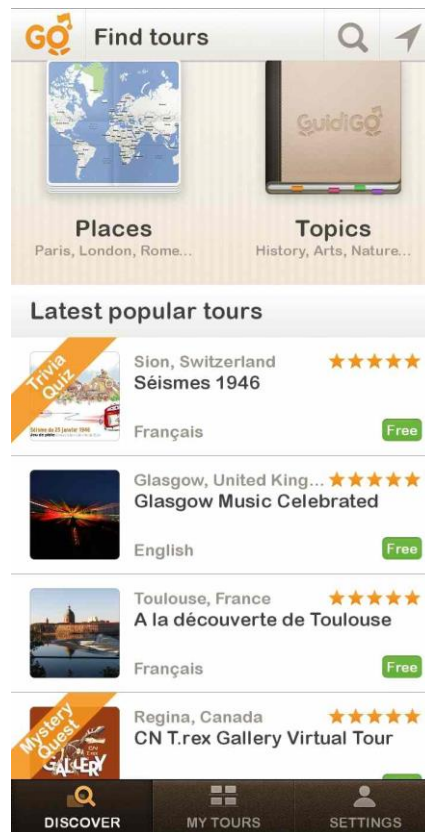 GO Find tours
GuidiGO
Places Topics
Paris, London, Rome... History, Arts, Nature...
Latest popular tours
Trivia
Quiz
Sion, Switzerland
Séismes 1946
Français Free
Glasgow, United King...
Glasgow Music Celebrated
English Free
Toulouse, France
A la découverte de Toulouse
Français Free
Mystery
Quest
GALLERY
Regina, Canada
CN T.rex Gallery Virtual Tour
DISCOVER MY TOURS SETTINGS